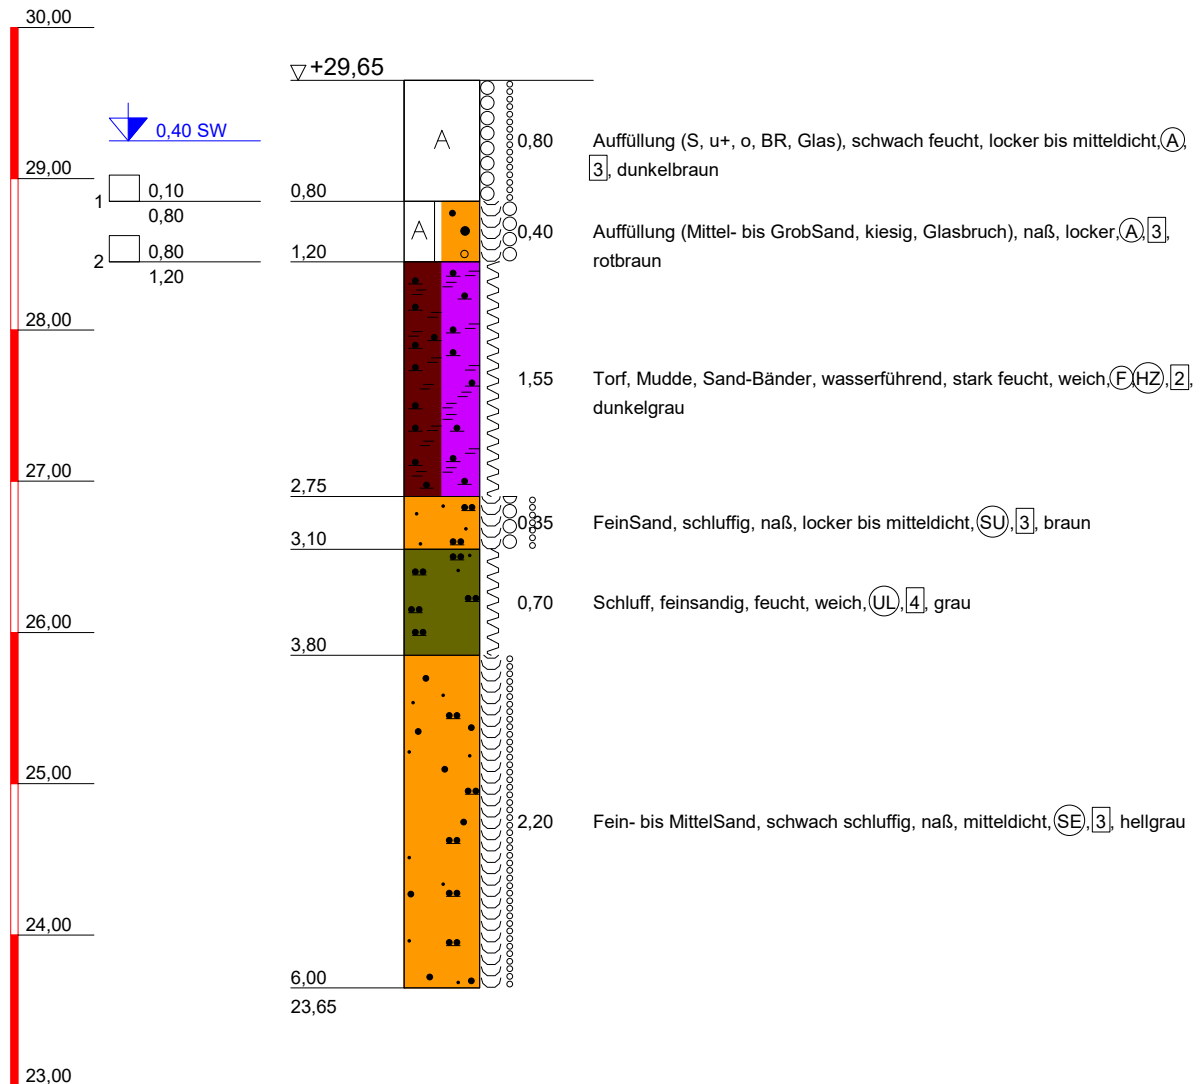 30,00
+29,65
0,40 SW
A
0,80
Auffüllung (S, u+, o, BR, Glas), schwach feucht, locker bis mitteldicht, A,
3, dunkelbraun
29,00
1
0,10
0,80
0,80
A
0,40
Auffüllung (Mittel- bis GrobSand, kiesig, Glasbruch), naß, locker, A, 3,
rotbraun
2
0,80
1,20
1,20
28,00
1,55
Torf, Mudde, Sand-Bänder, wasserführend, stark feucht, weich, F, HZ, 2,
dunkelgrau
27,00
2,75
0,35
FeinSand, schluffig, naß, locker bis mitteldicht, SU, 3, braun
3,10
0,70
Schluff, feinsandig, feucht, weich, UL, 4, grau
26,00
3,80
25,00
2,20
Fein- bis MittelSand, schwach schluffig, naß, mitteldicht, SE, 3, hellgrau
24,00
6,00
23,65
23,00